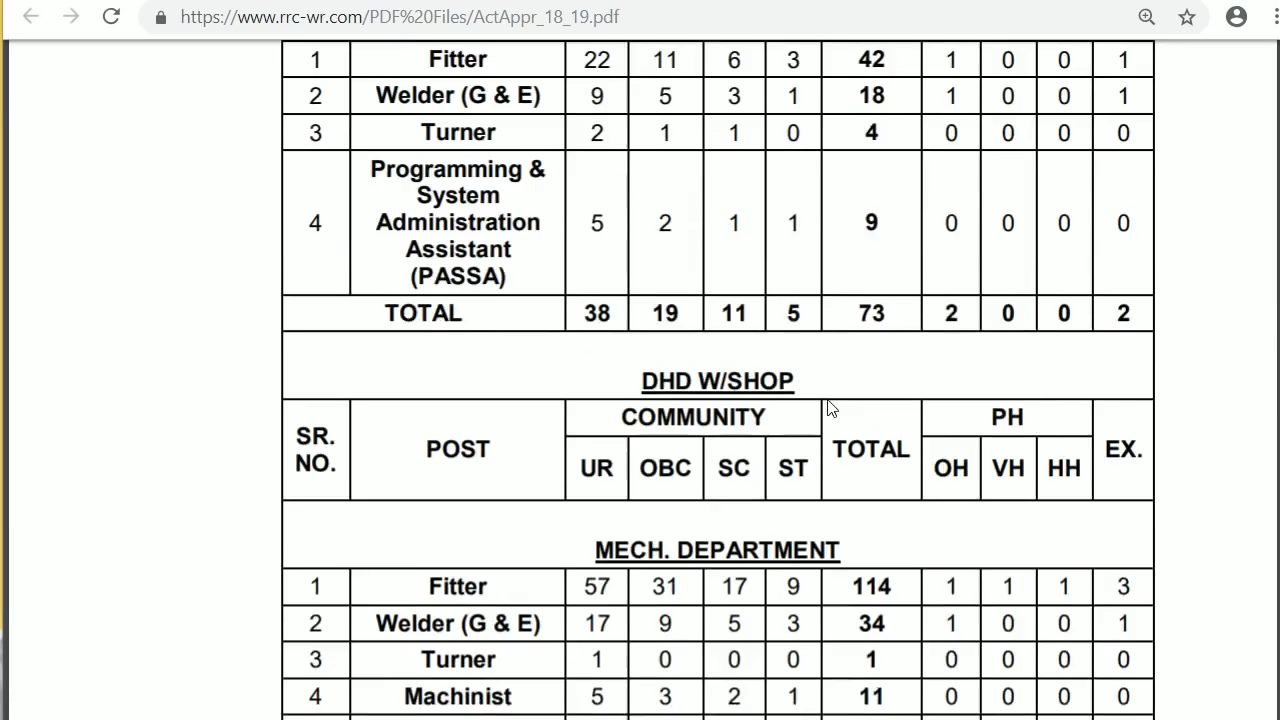 https://www.rrc-wr.com/PDF%20Files/ActAppr_18_19.pdf
1 Fitter 22 11 6 3 42 1 0 0 1
2 Welder (G & E) 9 5 3 1 18 1 0 0 1
3 Turner 2 1 1 0 4 0 0 0 0
Programming &
System
4 Administration 5 2 1 1 9 0 0 0 0
Assistant
(PASSA)
TOTAL 38 19 11 5 73 2 0 0 2
DHD W/SHOP
SR. NO. POST COMMUNITY TOTAL PH EX.
UR OBC SC ST OH VH HH
MECH. DEPARTMENT
1 Fitter 57 31 17 9 114 1 1 1 3
2 Welder (G & E) 17 9 5 3 34 1 0 0 1
3 Turner 1 0 0 0 1 0 0 0 0
4 Machinist 5 3 2 1 11 0 0 0 0